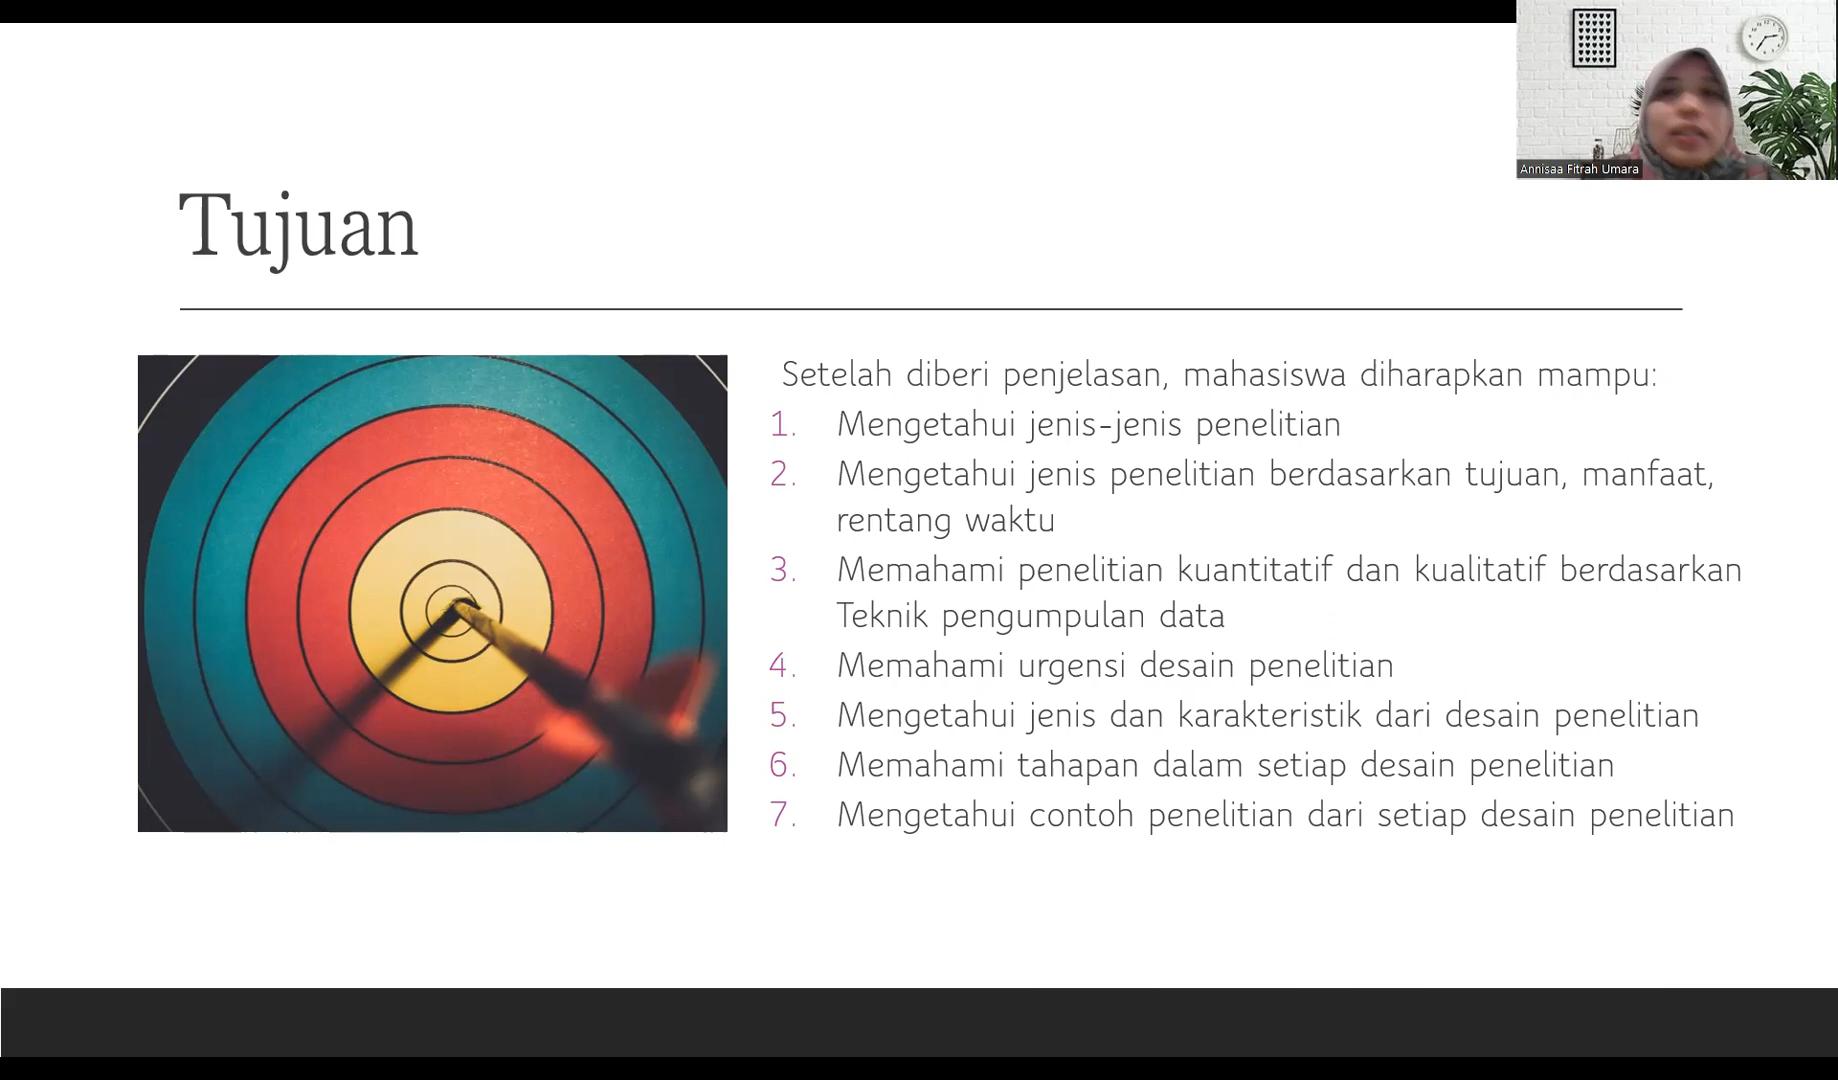 Annisaa Fitrah Umara
Tujuan
Setelah diberi penjelasan, mahasiswa diharapkan mampu:
1. Mengetahui jenis-jenis penelitian
2. Mengetahui jenis penelitian berdasarkan tujuan, manfaat,
rentang waktu
3. Memahami penelitian kuantitatif dan kualitatif berdasarkan
Teknik pengumpulan data
4. Memahami urgensi desain penelitian
5. Mengetahui jenis dan karakteristik dari desain penelitian
6. Memahami tahapan dalam setiap desain penelitian
7. Mengetahui contoh penelitian dari setiap desain penelitian